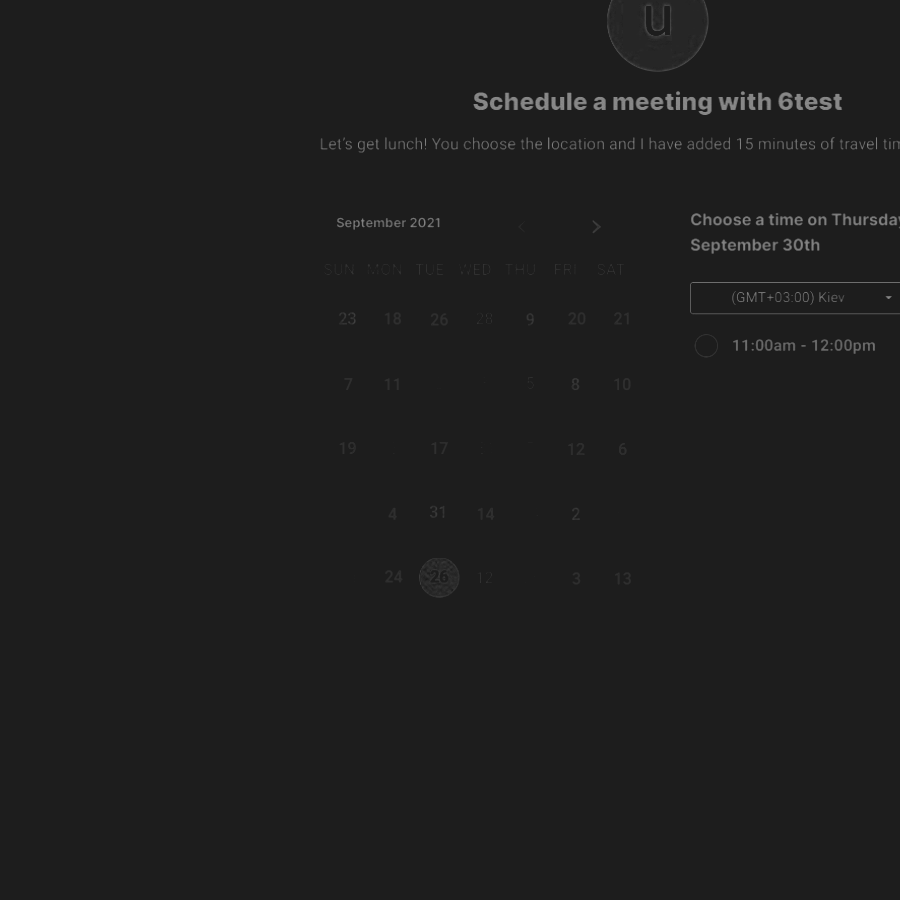 u
Schedule a meeting with 6test
Let's get lunch! You choose the location and I have added 15 minutes of travel
September 2021 < >
SUN MON TUE WED THU FRI SAT
23 18 26 28 9 20 21
7 11 5 8 10
19 17 12 6
4 31 14 2
24 26 12 3 13
Choose a time on Thursday
September 30th
(GMT+03:00) Kiev
11:00am - 12:00pm